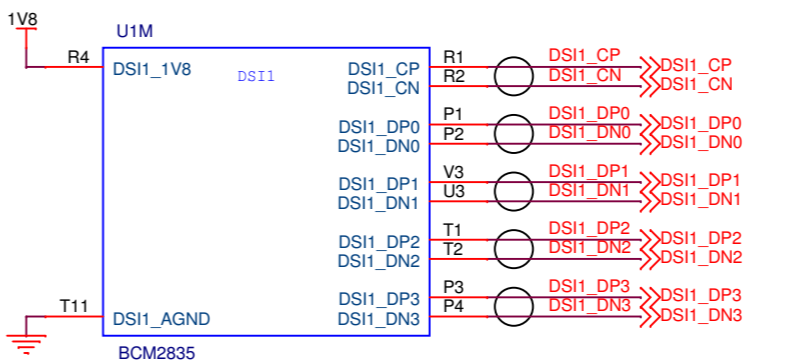 1V8
U1M
R4
DSI1_1V8
DSI1
DSI1_CP R1 DSI1_CP DSI1_CP
DSI1_CN R2 DSI1_CN DSI1_CN
DSI1_DP0 P1 DSI1_DP0 DSI1_DP0
DSI1_DN0 P2 DSI1_DN0 DSI1_DN0
DSI1_DP1 V3 DSI1_DP1 DSI1_DP1
DSI1_DN1 U3 DSI1_DN1 DSI1_DN1
DSI1_DP2 T1 DSI1_DP2 DSI1_DP2
DSI1_DN2 T2 DSI1_DN2 DSI1_DN2
DSI1_DP3 P3 DSI1_DP3 DSI1_DP3
DSI1_DN3 P4 DSI1_DN3 DSI1_DN3
T11
DSI1_AGND
BCM2835